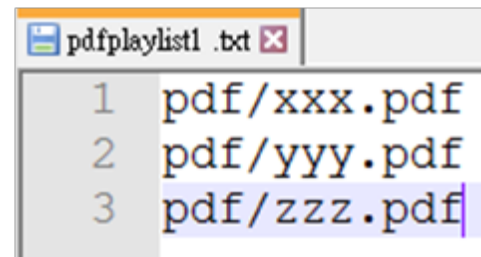 pdfplaylist1 .txt
1 pdf/xxx.pdf
2 pdf/yyy.pdf
3 pdf/zzz.pdf